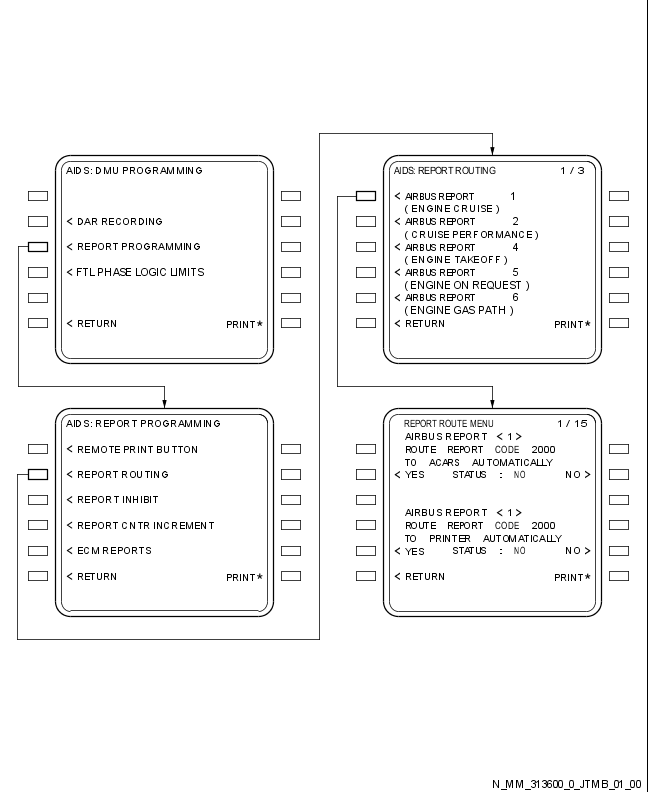 AIDS: DMU PROGRAMMING
< DAR RECORDING
< REPORT PROGRAMMING
< FTL PHASE LOGIC LIMITS
< RETURN PRINT*
AIDS: REPORT PROGRAMMING
< REMOTE PRINT BUTTON
< REPORT ROUTING
< REPORT INHIBIT
< REPORT CNTR INCREMENT
< ECM REPORTS
< RETURN PRINT*
AIDS: REPORT ROUTING 1 / 3
< AIRBUS REPORT 1
( ENGINE CRUISE )
< AIRBUS REPORT 2
( CRUISE PERFORMANCE )
< AIRBUS REPORT 4
( ENGINE TAKEOFF )
< AIRBUS REPORT 5
( ENGINE ON REQUEST )
< AIRBUS REPORT 6
( ENGINE GAS PATH )
< RETURN PRINT*
REPORT ROUTE MENU 1 / 15
AIRBUS REPORT < 1 >
ROUTE REPORT CODE 2000
TO ACARS AUTOMATICALLY
< YES STATUS : NO NO >
AIRBUS REPORT < 1 >
ROUTE REPORT CODE 2000
TO PRINTER AUTOMATICALLY
< YES STATUS : NO NO >
< RETURN PRINT*
N_MM_313600_0_JTMB_01_00